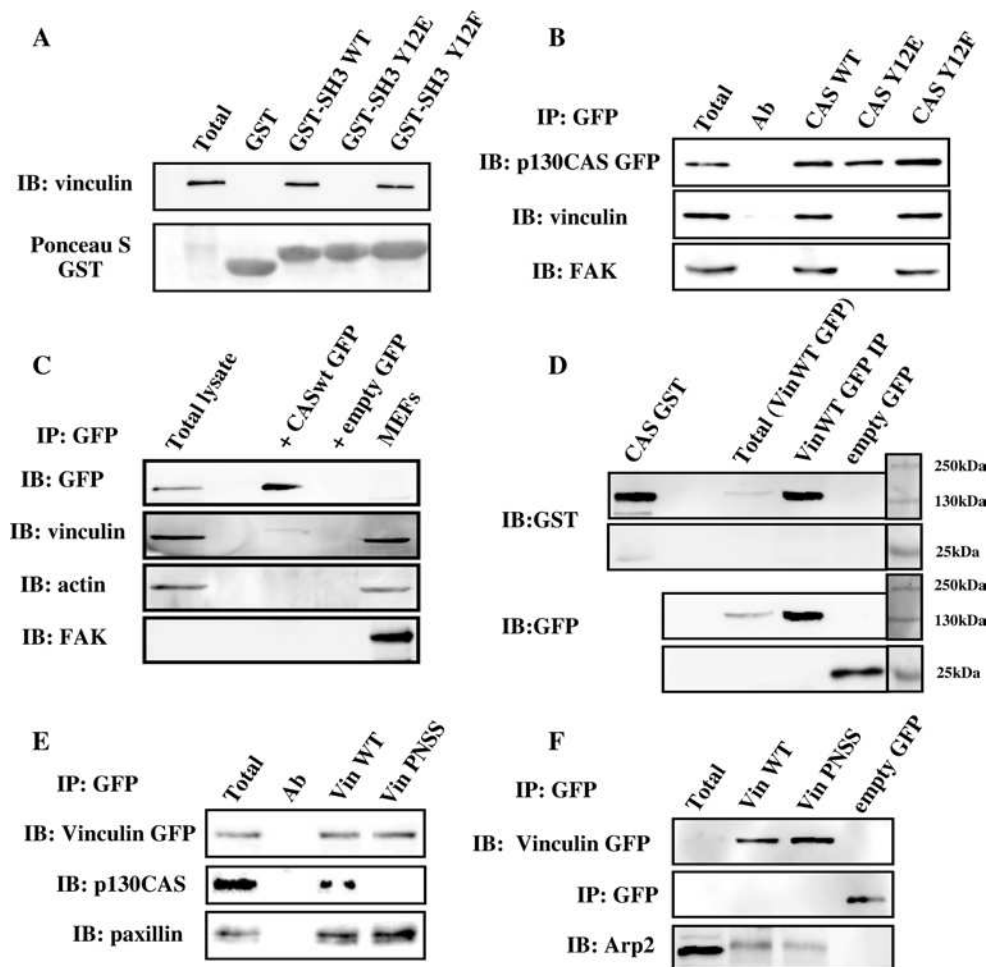 A
Total
GST
GST-SH3 WT
GST-SH3 Y12E
GST-SH3 Y12F
IB: vinculin
Ponceau S
GST
B
IP: GFP
Total
Ab
CAS WT
CAS Y12E
CAS Y12F
IB: p130CAS GFP
IB: vinculin
IB: FAK
C
IP: GFP
Total lysate
+ CASwt GFP
+ empty GFP
MEFs
IB: GFP
IB: vinculin
IB: actin
IB: FAK
D
CAS GST
Total (VinWT GFP)
VinWT GFP IP
empty GFP
IB:GST
250kDa
130kDa
25kDa
IB:GFP
250kDa
130kDa
25kDa
E
IP: GFP
Total
Ab
Vin WT
Vin PNSS
IB: Vinculin GFP
IB: p130CAS
IB: paxillin
F
IP: GFP
Total
Vin WT
Vin PNSS
empty GFP
IB: Vinculin GFP
IP: GFP
IB: Arp2